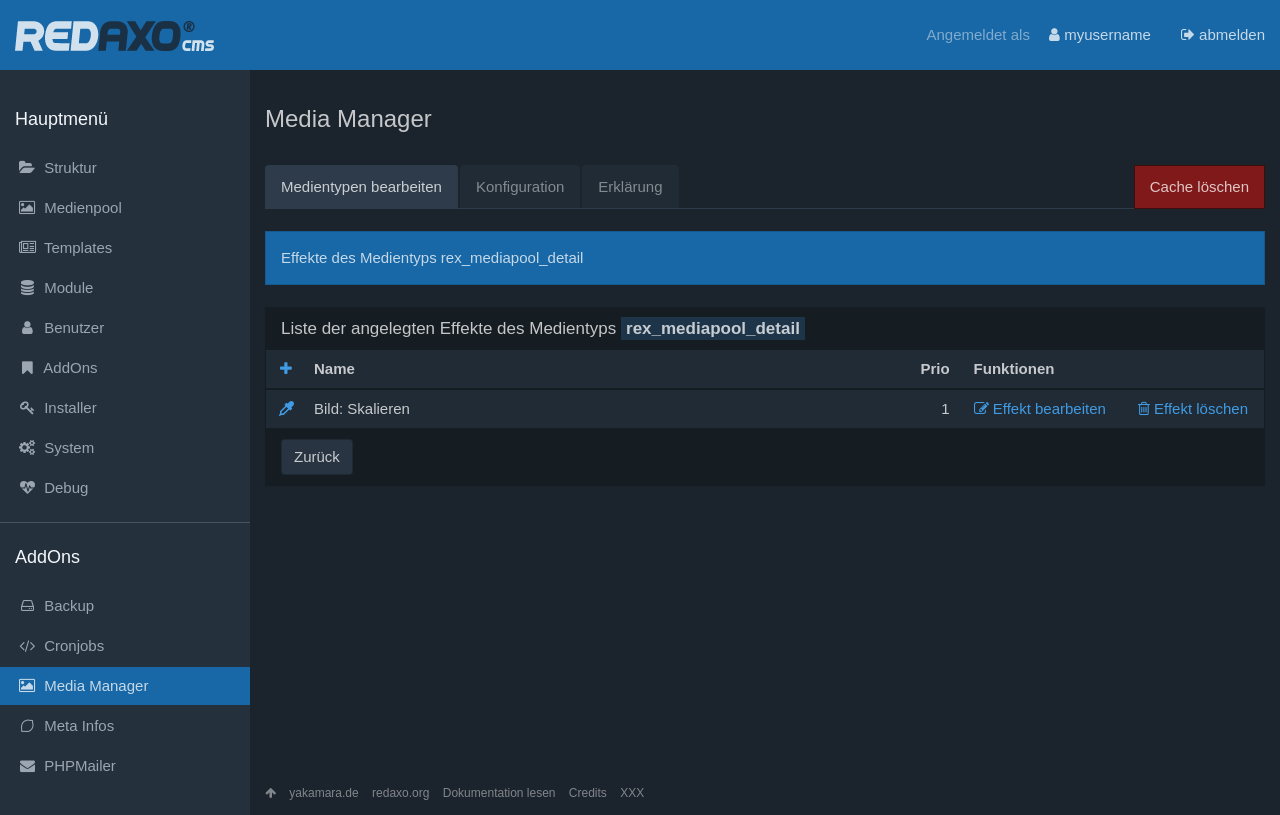 REDAXO® cms
Angemeldet als myusername abmelden
Hauptmenü
Struktur
Medienpool
Templates
Module
Benutzer
AddOns
Installer
System
Debug
AddOns
Backup
Cronjobs
Media Manager
Meta Infos
PHPMailer
Media Manager
Medientypen bearbeiten Konfiguration Erklärung Cache löschen
Effekte des Medientyps rex_mediapool_detail
Liste der angelegten Effekte des Medientyps rex_mediapool_detail
Name Prio Funktionen
Bild: Skalieren 1 Effekt bearbeiten Effekt löschen
Zurück
yakamara.de redaxo.org Dokumentation lesen Credits XXX